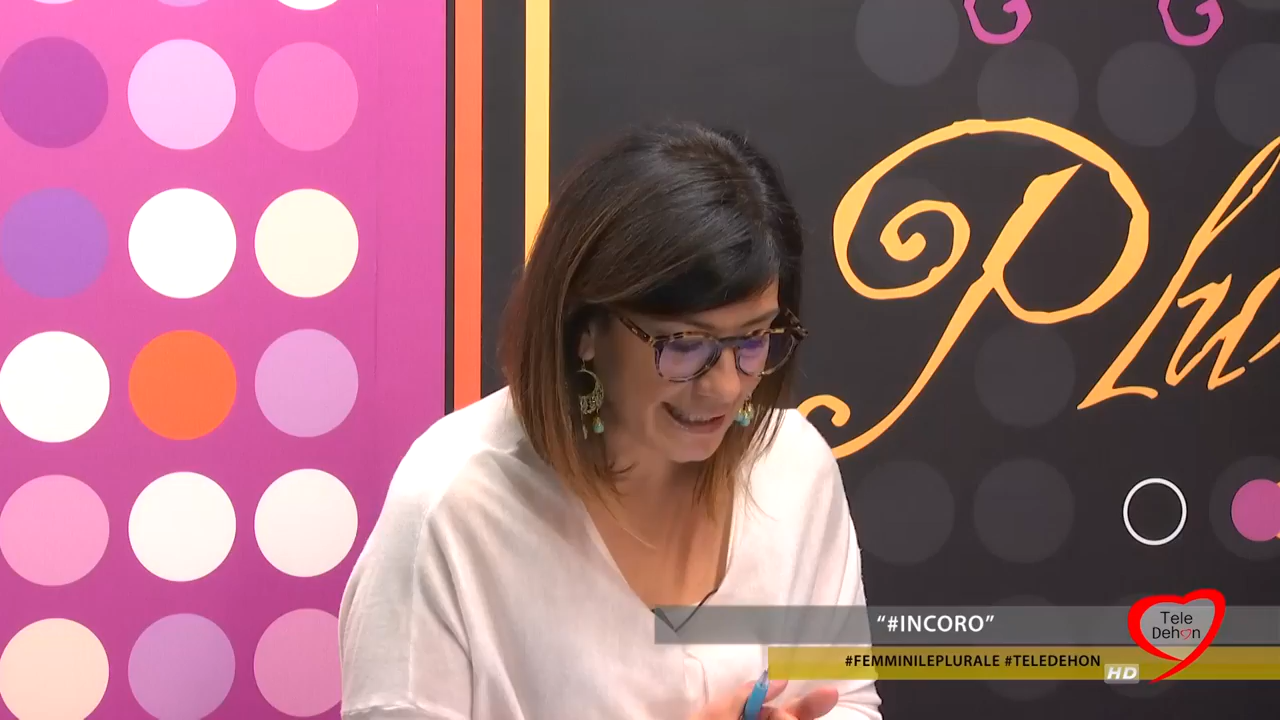 Plu
"#INCORO"
Tele
Dehon
#FEMMINILEPLURALE #TELEDEHON
HD